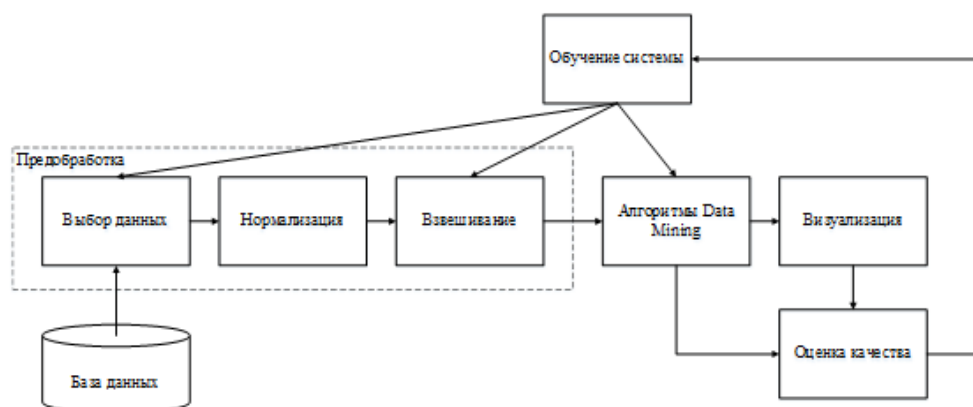 Обучение системы
Предобработка
Выбор данных
Нормализация
Взвешивание
Алгоритмы Data
Mining
Визуализация
База данных
Оценка качества